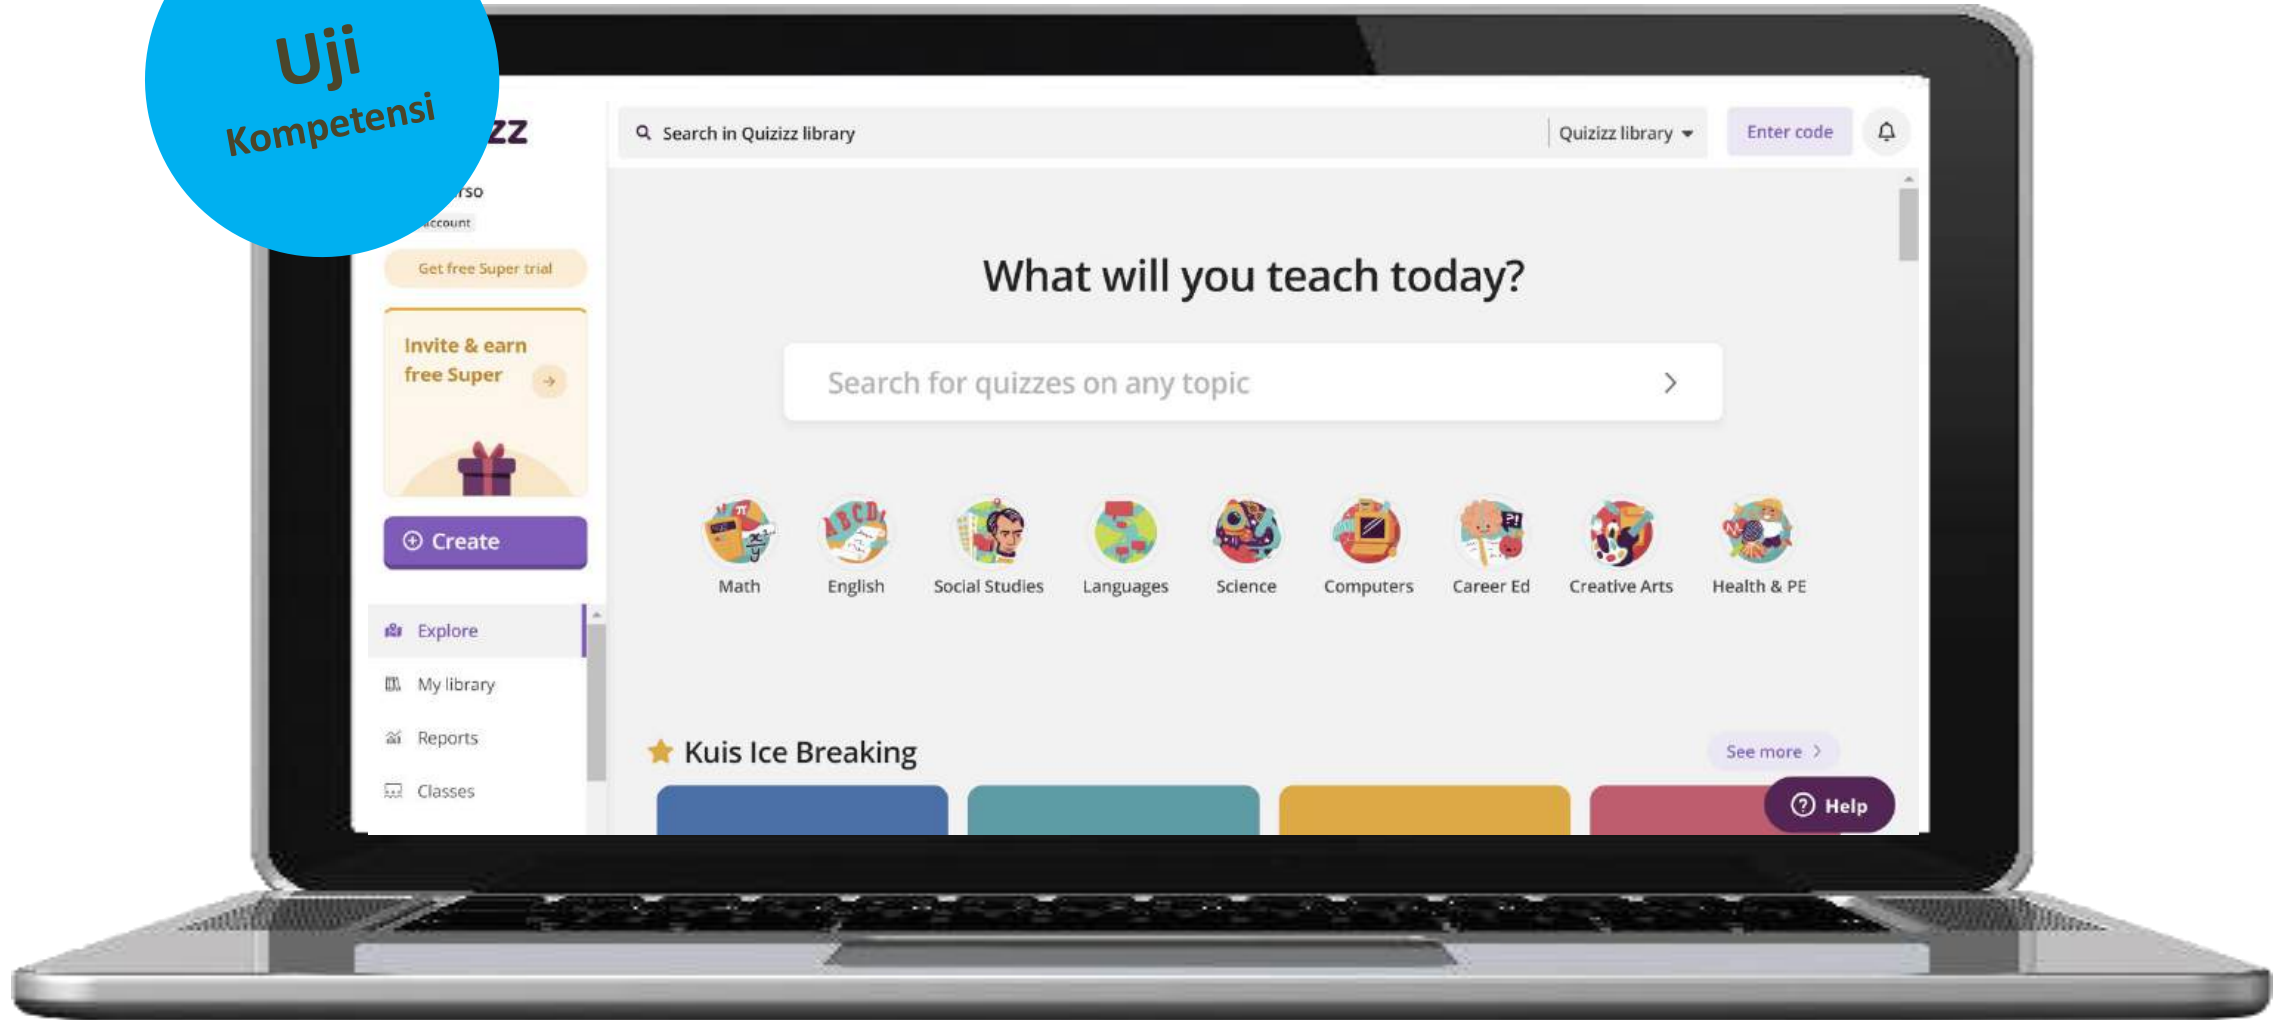 Uji
Kompetensi
zz
Search in Quizizz library
Quizizz library
Enter code
rso
account
Get free Super trial
Invite & earn
free Super
Create
Explore
My library
Reports
Classes
What will you teach today?
Search for quizzes on any topic
Math
English
Social Studies
Languages
Science
Computers
Career Ed
Creative Arts
Health & PE
Kuis Ice Breaking
See more
Help